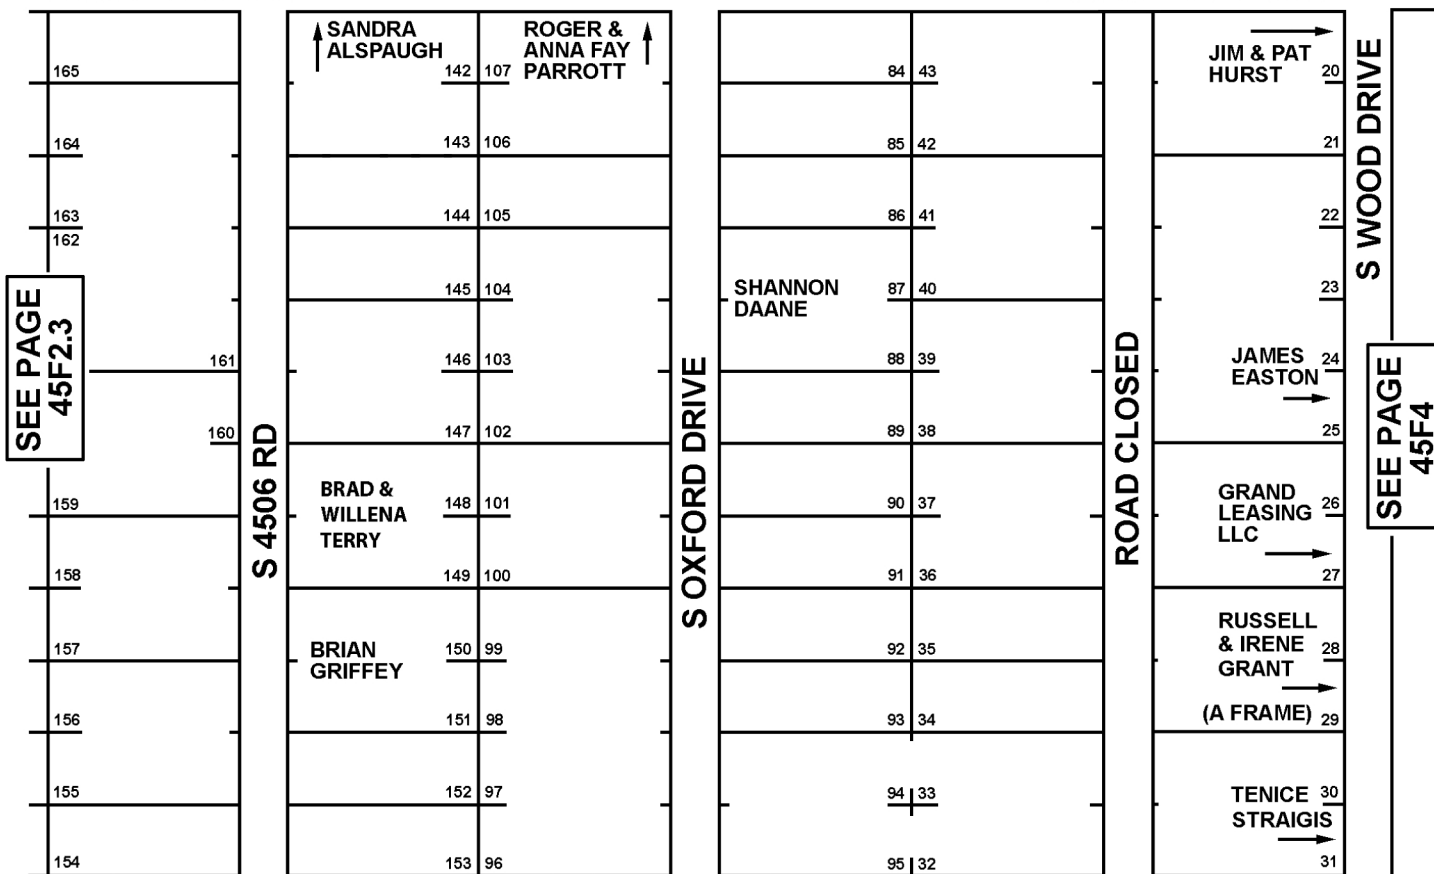 SANDRA
ALSPAUGH
ROGER &
ANNA FAY
PARROTT
JIM & PAT
HURST
165
142 107
84 43
20
164
143 106
85 42
21
163
144 105
86 41
22
162
SHANNON
DAANE
145 104
87 40
23
161
146 103
88 39
JAMES
EASTON
24
160
147 102
89 38
25
BRAD &
WILLENA
TERRY
159
148 101
90 37
GRAND
LEASING
LLC
26
158
149 100
91 36
27
BRIAN
GRIFFEY
157
150 99
92 35
RUSSELL
& IRENE
GRANT
28
156
151 98
93 34
(A FRAME)
29
155
152 97
94 33
TENICE
STRAIGIS
30
154
153 96
95 32
31
SEE PAGE
45F2.3
S 4506 RD
S OXFORD DRIVE
ROAD CLOSED
S WOOD DRIVE
SEE PAGE
45F4